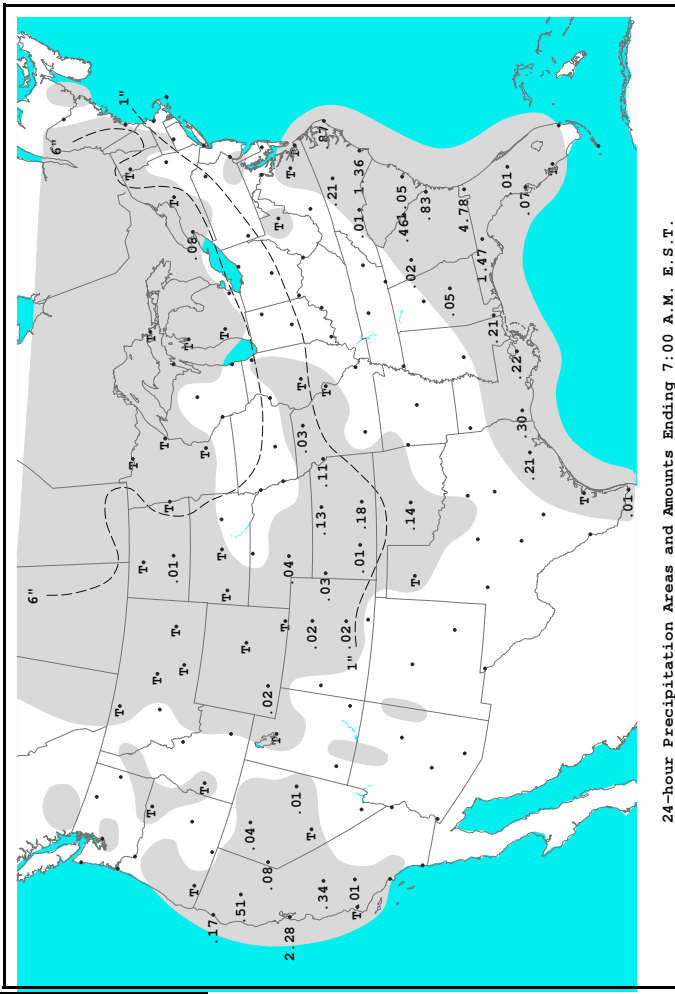 6"
6"
T
1"
T
T
T
T
T
T
T
T
.01
T
T
T
T
.08
T
T
T
.17
T
T
T
.51
T
.04
.02
.08
T
T
T
2.28
.04
T
T
.01
T
.03
T
.02
.13
.11
.34
.87
.03
T
.21
.02
1"
T
.01
1.36
.01
.01
.18
.05
.46
.14
.02
T
.83
.05
4.78
1.47
.21
.01
.22
.30
.07
.21
T
T
.01
24-hour Precipitation Areas and Amounts Ending 7:00 A.M. E.S.T.